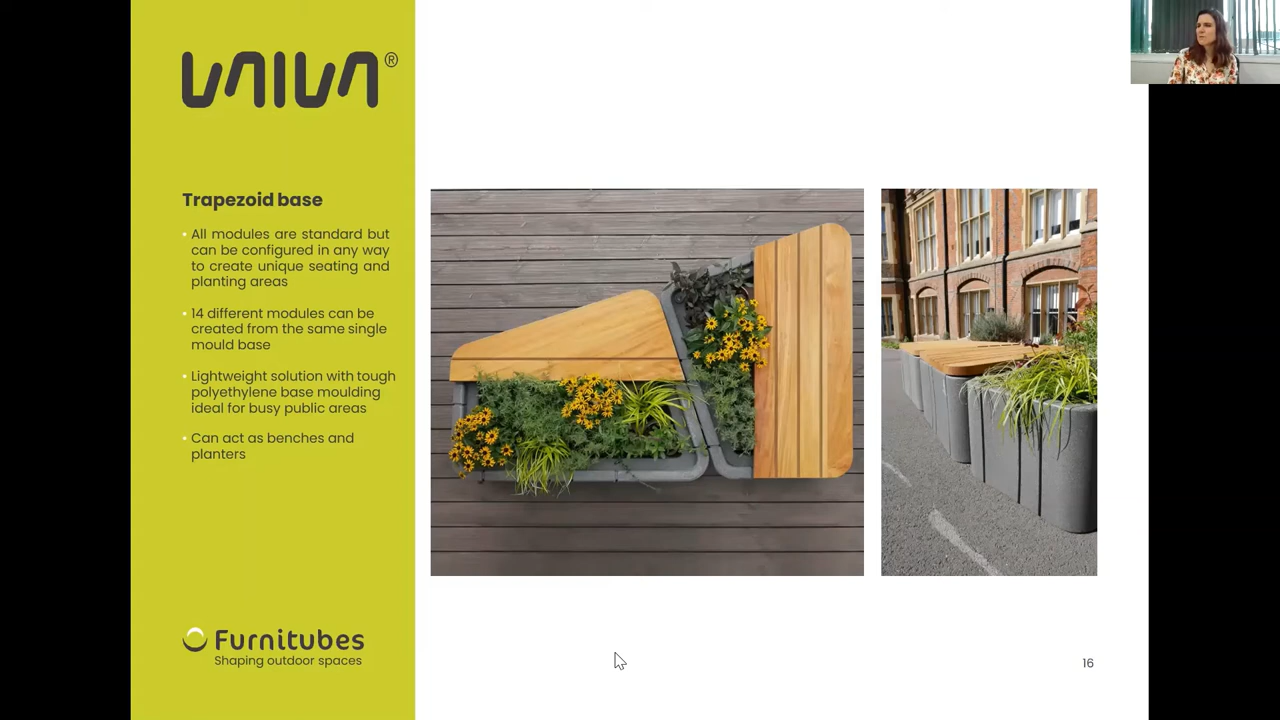 VAIVA®
Trapezoid base
• All modules are standard but
can be configured in any way
to create unique seating and
planting areas
• 14 different modules can be
created from the same single
mould base
• Lightweight solution with tough
polyethylene base moulding
ideal for busy public areas
• Can act as benches and
planters
Furnitubes
Shaping outdoor spaces
16